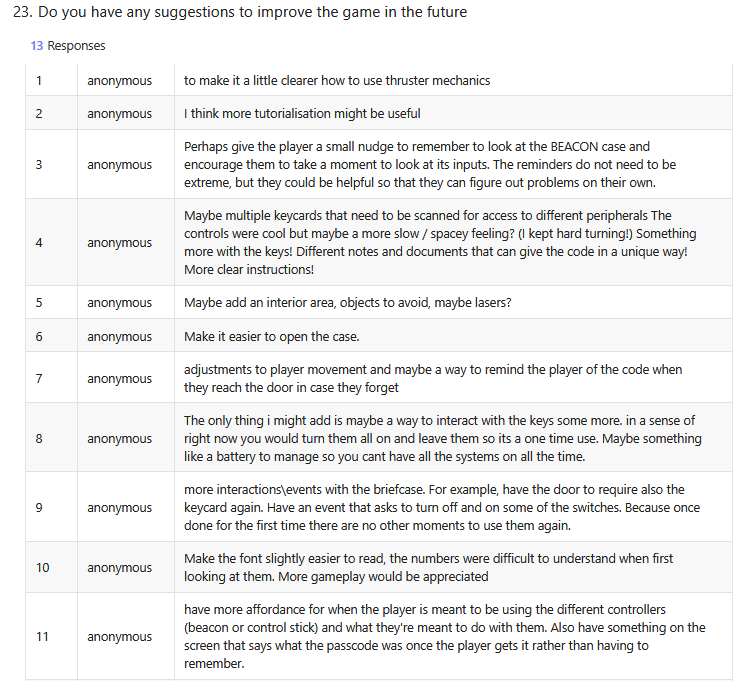 23. Do you have any suggestions to improve the game in the future
13 Responses
1 anonymous to make it a little clearer how to use thruster mechanics
2 anonymous I think more tutorialisation might be useful
Perhaps give the player a small nudge to remember to look at the BEACON case and
3 anonymous encourage them to take a moment to look at its inputs. The reminders do not need to be
extreme, but they could be helpful so that they can figure out problems on their own.
Maybe multiple keycards that need to be scanned for access to different peripherals The
controls were cool but maybe a more slow / spacey feeling? (I kept hard turning!) Something
4 anonymous more with the keys! Different notes and documents that can give the code in a unique way!
More clear instructions!
5 anonymous Maybe add an interior area, objects to avoid, maybe lasers?
6 anonymous Make it easier to open the case.
7 anonymous adjustments to player movement and maybe a way to remind the player of the code when
they reach the door in case they forget
The only thing i might add is maybe a way to interact with the keys some more. in a sense of
8 anonymous right now you would turn them all on and leave them so its a one time use. Maybe something
like a battery to manage so you cant have all the systems on all the time.
more interactions\events with the briefcase. For example, have the door to require also the
9 anonymous keycard again. Have an event that asks to turn off and on some of the switches. Because once
done for the first time there are no other moments to use them again.
10 anonymous Make the font slightly easier to read, the numbers were difficult to understand when first
looking at them. More gameplay would be appreciated
have more affordance for when the player is meant to be using the different controllers
11 anonymous (beacon or control stick) and what they're meant to do with them. Also have something on the
screen that says what the passcode was once the player gets it rather than having to
remember.